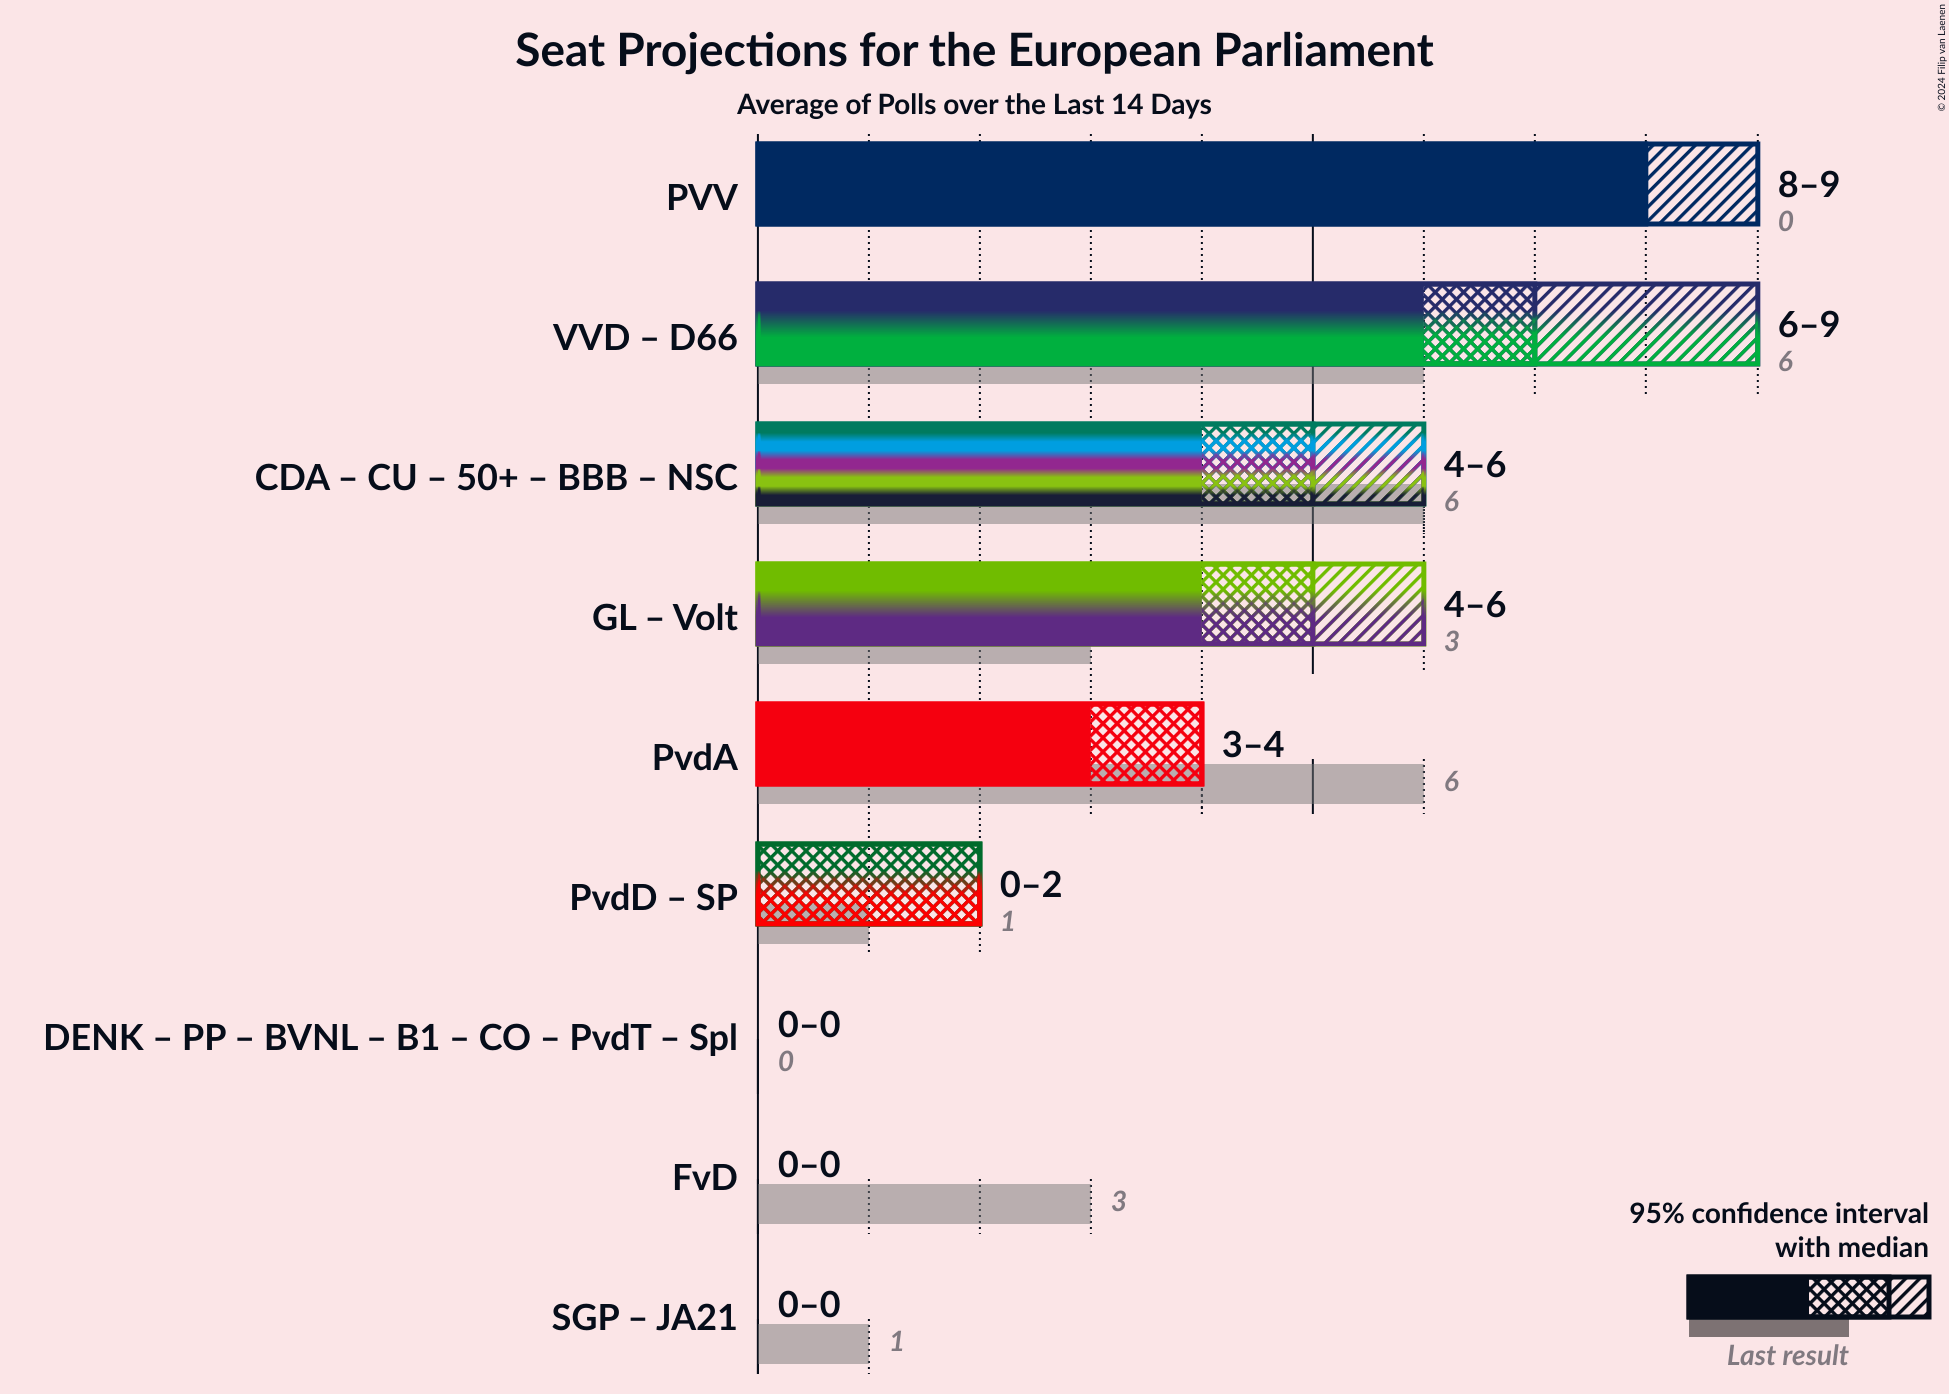 Seat Projections for the European Parliament
Average of Polls over the Last 14 Days
© 2024 Filip van Laenen
PVV
8–9
0
VVD – D66
6–9
6
CDA – CU – 50+ – BBB – NSC
4–6
6
GL – Volt
4–6
3
PvdA
3–4
6
PvdD – SP
0–2
1
DENK – PP – BVNL – B1 – CO – PvdT – Spl
0–0
0
FvD
0–0
3
SGP – JA21
0–0
1
95% confidence interval
with median
Last result